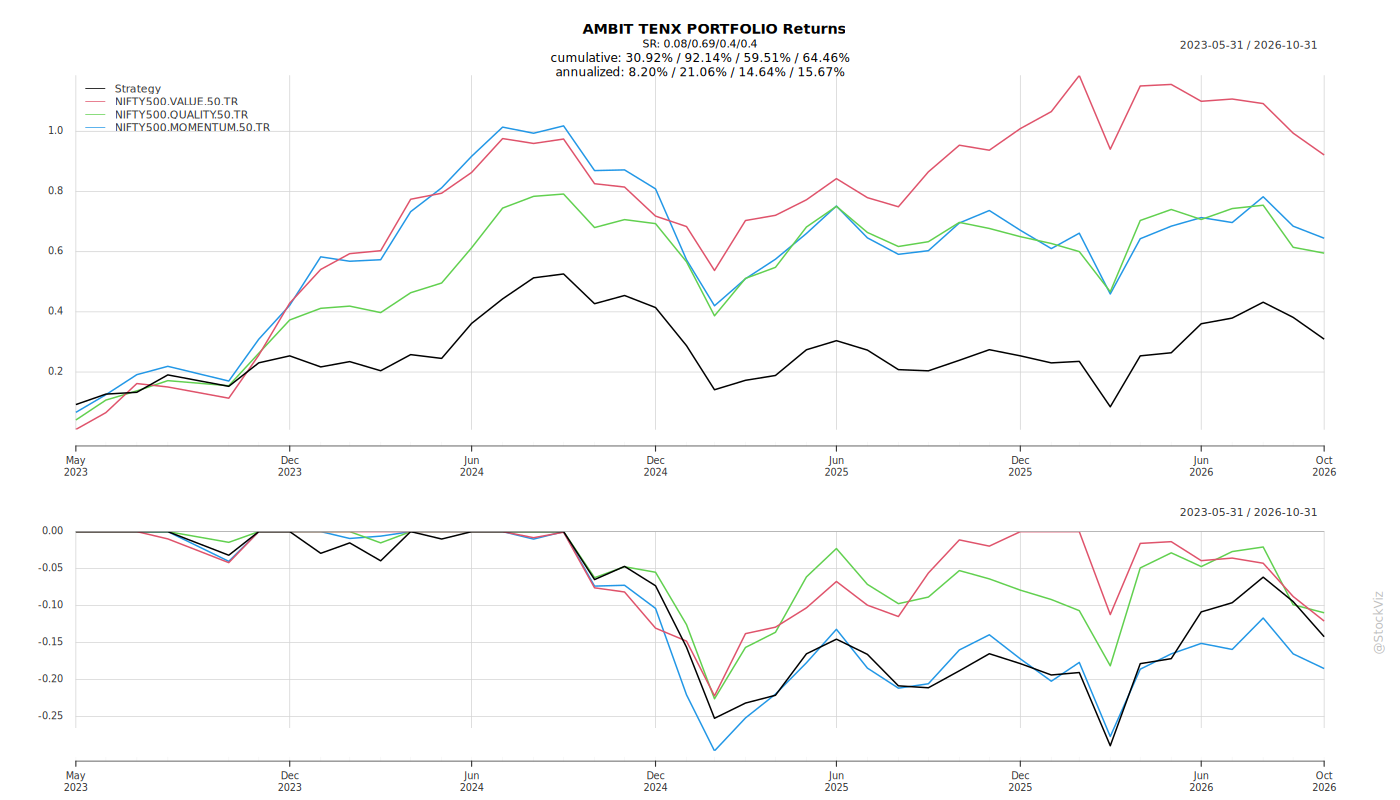 AMBIT TENX PORTFOLIO Returns
SR: 0.08/0.69/0.4/0.4
cumulative: 30.92% / 92.14% / 59.51% / 64.46%
annualized: 8.20% / 21.06% / 14.64% / 15.67%
2023-05-31 / 2026-10-31
Strategy
NIFTY500.VALUE.50.TR
NIFTY500.QUALITY50.TR
NIFTY500.MOMENTUM.50.TR
1.0
0.8
0.6
0.4
0.2
May Dec Jun Dec Jun Dec Jun Oct
2023 2023 2024 2024 2025 2025 2026 2026
2023-05-31 / 2026-10-31
0.00
-0.05
-0.10
-0.15
-0.20
-0.25
May Dec Jun Dec Jun Dec Jun Oct
2023 2023 2024 2024 2025 2025 2026 2026
@StockViz